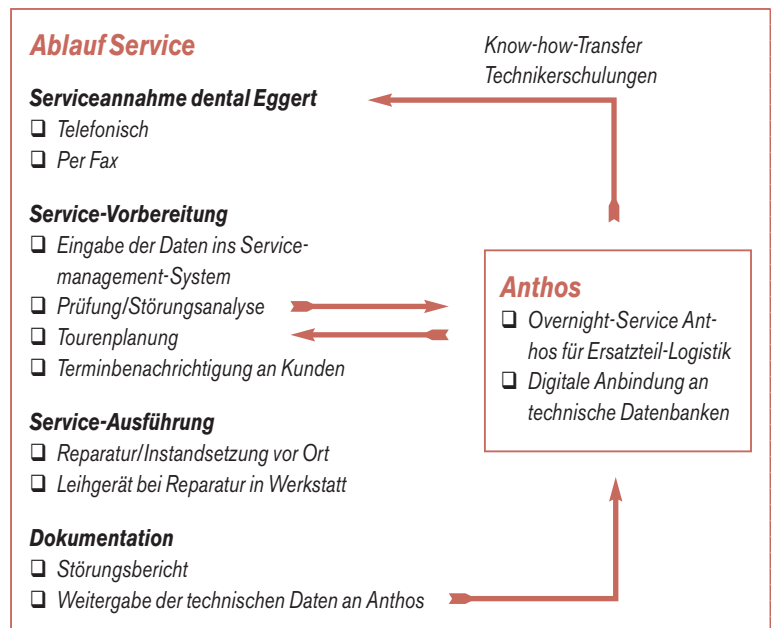 Ablauf Service
Know-how-Transfer
Technikerschulungen
Serviceannahme dental Eggert
❑ Telefonisch
❑ Per Fax
Service-Vorbereitung
❑ Eingabe der Daten ins Service-
management-System
❑ Prüfung/Störungsanalyse
❑ Tourenplanung
❑ Terminbenachrichtigung an Kunden
Anthos
❑ Overnight-Service Ant-
hos für Ersatzteil-Logistik
❑ Digitale Anbindung an
technische Datenbanken
Service-Ausführung
❑ Reparatur/Instandsetzung vor Ort
❑ Leihgerät bei Reparatur in Werkstatt
Dokumentation
❑ Störungsbericht
❑ Weitergabe der technischen Daten an Anthos